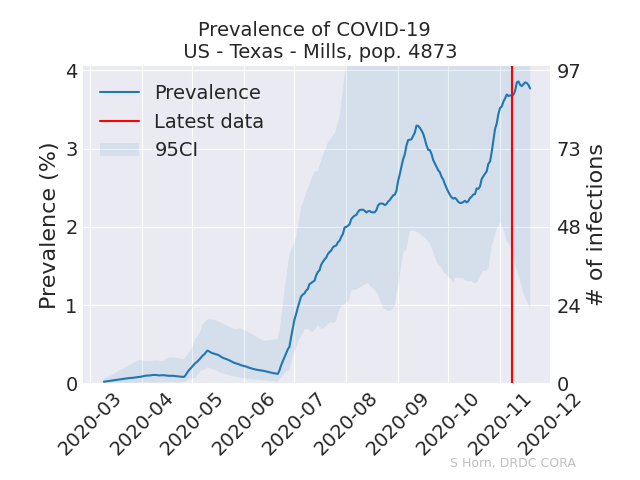 Prevalence of COVID-19
US - Texas - Mills, pop. 4873
Prevalence
Latest data
95CI
Prevalence (%)
4
3
2
1
0
97
73
48
24
0
# of infections
2020-03
2020-04
2020-05
2020-06
2020-07
2020-08
2020-09
2020-10
2020-11
2020-12
S Horn, DRDC CORA